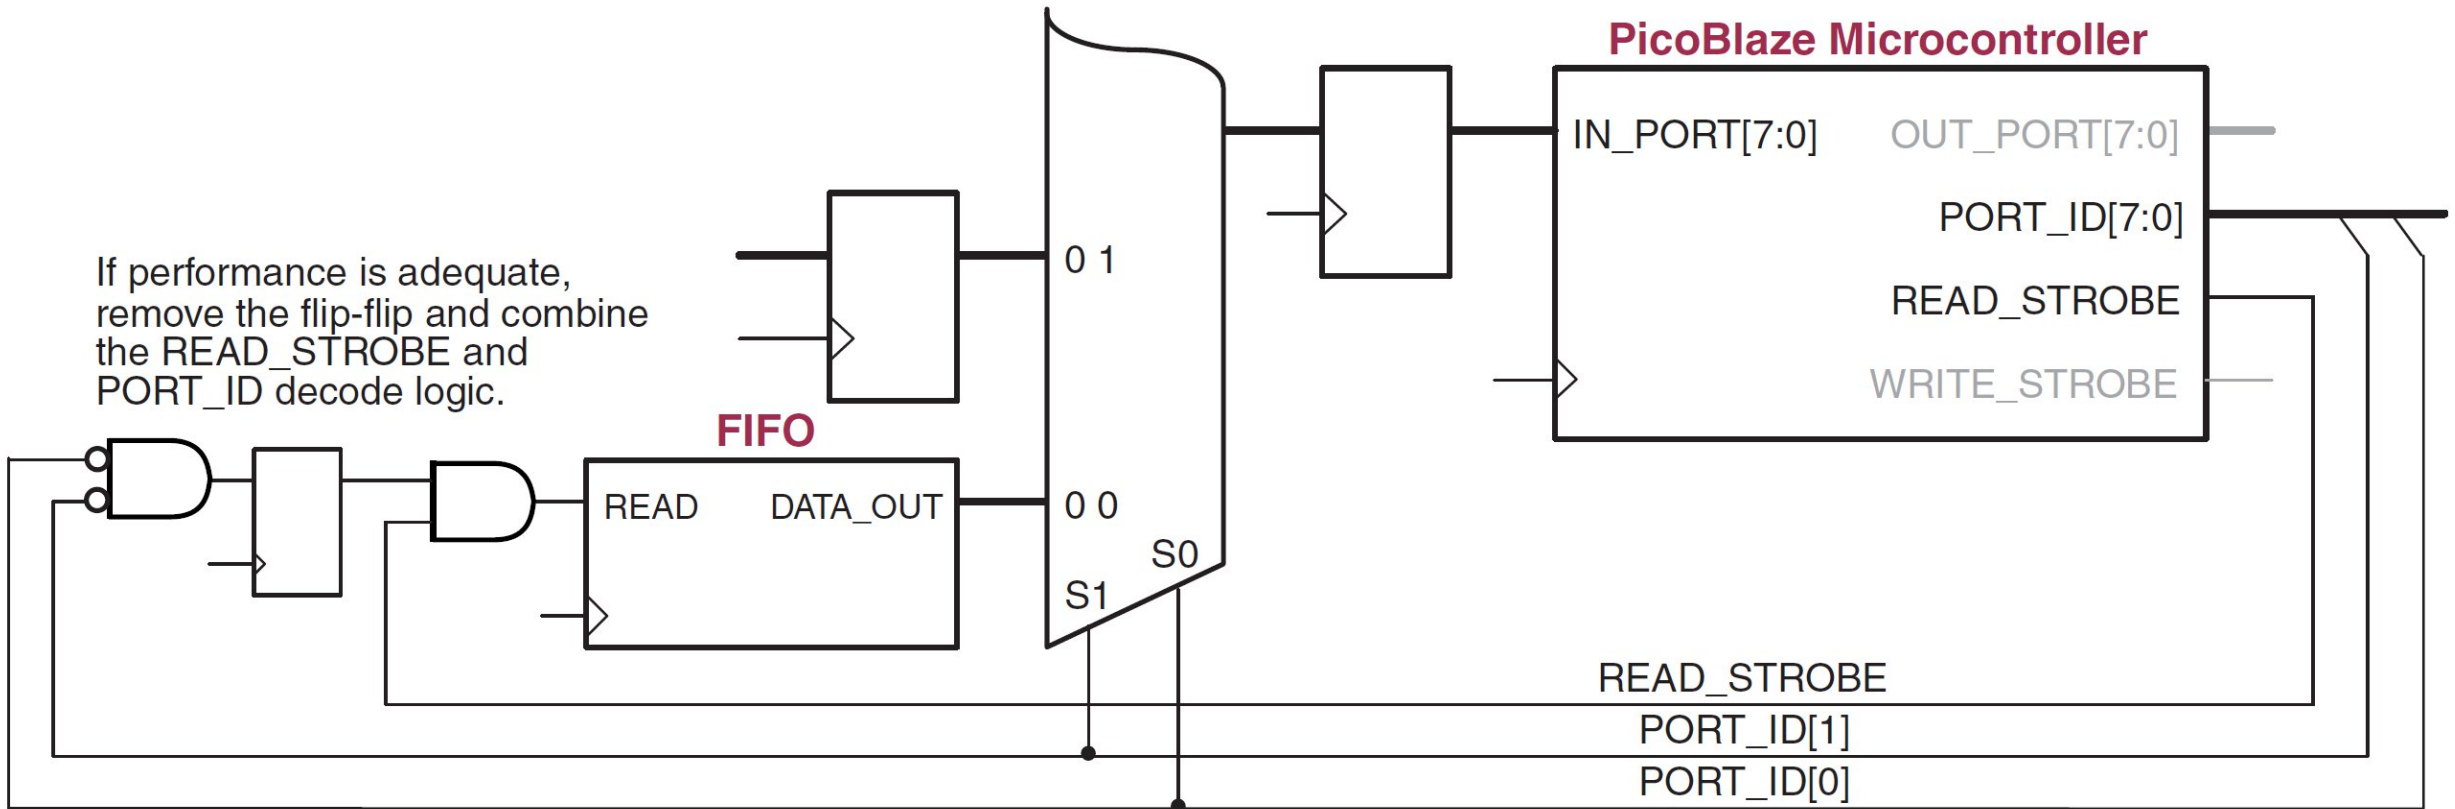 PicoBlaze Microcontroller
IN_PORT[7:0]
OUT_PORT[7:0]
PORT_ID[7:0]
READ_STROBE
WRITE_STROBE
If performance is adequate,
remove the flip-flip and combine
the READ_STROBE and
PORT_ID decode logic.
0 1
FIFO
READ
DATA_OUT
0 0
S0
S1
READ_STROBE
PORT_ID[1]
PORT_ID[0]